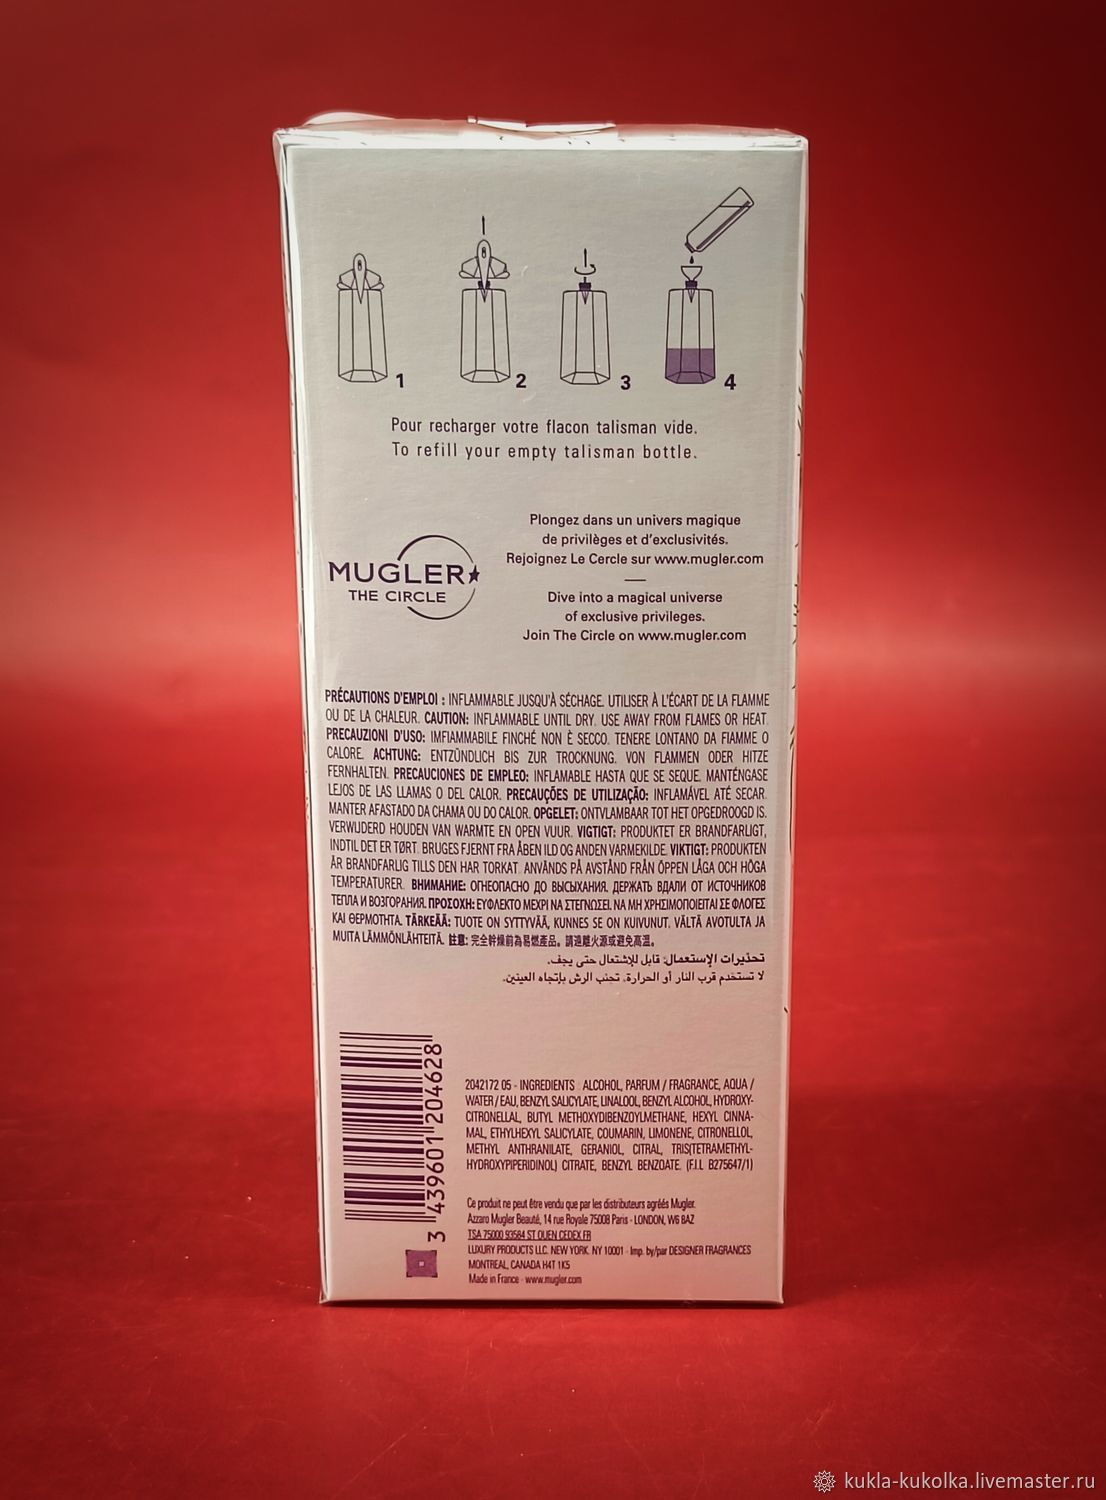 1 2 3 4
Pour recharger votre flacon talisman vide.
To refill your empty talisman bottle.
MUGLER
THE CIRCLE
Plongez dans un univers magique
de privilèges et d'exclusivités.
Rejoignez Le Cercle sur www.mugler.com
Dive into a magical universe
of exclusive privileges.
Join The Circle on www.mugler.com
PRÉCAUTIONS D'EMPLOI : INFLAMMABLE JUSQU'À SÉCHAGE. UTILISER À L'ÉCART DE LA FLAMME
OU DE LA CHALEUR. CAUTION: INFLAMMABLE UNTIL DRY. USE AWAY FROM FLAMES OR HEAT.
PRECAUZIONI D'USO: IMFIAMMABILE FINCHÉ NON È SECCO. TENERE LONTANO DA FIAMME O
CALORE. ACHTUNG: ENTZÜNDLICH BIS ZUR TROCKNUNG. VON FLAMMEN ODER HITZE
FERNHALTEN. PRECAUCIONES DE EMPLEO: INFLAMABLE HASTA QUE SE SEQUE. MANTÉNGASE
LEJOS DE LAS LLAMAS O DEL CALOR. PRECAUÇÕES DE UTILIZAÇÃO: INFLAMÁVEL ATÉ SECAR.
MANTER AFASTADO DA CHAMA OU DO CALOR. OPGELET: ONTVLAMBAAR TOT HET OPGEDROOGD IS.
VERWIJDERD HOUDEN VAN WARMTE EN OPEN VUUR. VIGTIGT: PRODUKTET ER BRANDFARLIGT,
INDTIL DET ER TØRT. BRUGES FJERNT FRA ÅBEN ILD OG ANDEN VARMEKILDE. VIKTIGT: PRODUKTEN
ÄR BRANDFARLIG TILLS DEN HAR TORKAT. ANVÄNDS PÅ AVSTÅND FRÅN ÖPPEN LÅGA OCH HÖGA
TEMPERATURER. ВНИМАНИЕ: ОГНЕОПАСНО ДО ВЫСЫХАНИЯ. ДЕРЖАТЬ ВДАЛИ ОТ ИСТОЧНИКОВ
ТЕПЛА И ВОЗГОРАНИЯ. ΠΡΟΣΟΧΗ: ΕΥΦΛΕΚΤΟ ΜΕΧΡΙ ΝΑ ΣΤΕΓΝΩΣΕΙ. ΝΑ ΜΗ ΧΡΗΣΙΜΟΠΟΙΕΙΤΑΙ ΣΕ ΦΛΟΓΕΣ
ΚΑΙ ΘΕΡΜΟΤΗΤΑ. TÄRKEÄÄ: TUOTE ON SYTTYVÄÄ, KUNNES SE ON KUIVUNUT. VÄLTÄ AVOTULTA JA
MUITA LÄMMÖNLÄHTEITÄ. 註意: 完全幹燥前為易燃產品。請遠離火源或避免高溫。
تحذيرات الإستعمال: قابل للإشتعال حتى يجف.
لا تستخدم قرب النار أو الحرارة. تجنب الرش بإتجاه العينين.
3 439601 204628
2042172 05 - INGREDIENTS : ALCOHOL, PARFUM / FRAGRANCE, AQUA /
WATER / EAU, BENZYL SALICYLATE, LINALOOL, BENZYL ALCOHOL, HYDROXY-
CITRONELLAL, BUTYL METHOXYDIBENZOYLMETHANE, HEXYL CINNA-
MAL, ETHYLHEXYL SALICYLATE, COUMARIN, LIMONENE, CITRONELLOL,
METHYL ANTHRANILATE, GERANIOL, CITRAL, TRIS(TETRAMETHYL-
HYDROXYPIPERIDINOL) CITRATE, BENZYL BENZOATE. (F.I.L B275647/1)
Ce produit ne peut être vendu que par les distributeurs agréés Mugler.
Azzaro Mugler Beauté, 14 rue Royale 75008 Paris - LONDON, W6 8AZ
TSA 75000 93584 ST OUEN CEDEX FR
LUXURY PRODUCTS LLC. NEW YORK. NY 10001 - Imp. by/par DESIGNER FRAGRANCES
MONTREAL, CANADA H4T 1K5
Made in France - www.mugler.com
kukla-kukolka.livemaster.ru